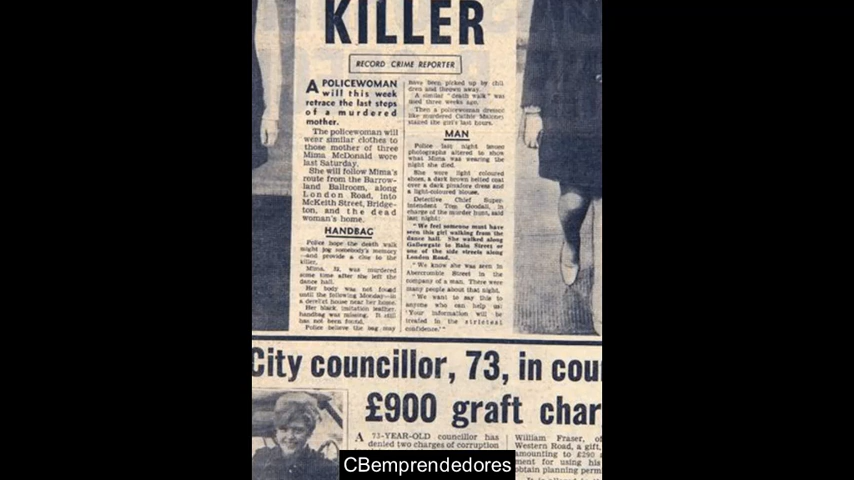 KILLER
RECORD CRIME REPORTER
A POLICEWOMAN
will this week
retrace the last steps
of a murdered
mother.
The policewoman will
wear similar clothes to
those mother of three
Mima McDonald wore
last Saturday.
She will follow Mima's
route from the Barrow-
land Ballroom, along
London Road, into
McKeith Street, Bridge-
ton, and the dead
woman's home.
HANDBAG
Police hope the death walk
might jog somebody's memory
—and provide a clue to the
killer.
Mima, 32, was murdered
some time after she left the
dance hall.
Her body was not found
until the following Monday—in
a derelict house near her home.
Her black imitation leather
handbag was missing. It still
has not been found.
Police believe the bag may
have been picked up by chil
dren and thrown away.
A similar "death walk" was
used three weeks ago.
Then a policewoman dressed
like murdered
the girl's last hours.
MAN
Police last night issued
photographs altered to show
what Mima was wearing the
night she died.
She wore light coloured
shoes, a dark brown belted coat
over a dark pinafore dress and
a light-coloured blouse.
Detective Chief Super-
intendent Tom Goodall, in
charge of the murder hunt, said
last night:
"We feel someone must have
seen this girl walking from the
dance hall. She walked along
Gallowgate to Bain Street or
one of the side streets along
London Road.
"We know she was seen in
Abercrombie Street in the
company of a man. There were
many people about that night.
"We want to say this to
anyone who can help us:
'Your information will be
treated in the strictest
confidence.'"
City councillor, 73, in cou
£900 graft char
A 73-YEAR-OLD councillor has
denied two charges of corruption
William Fraser, of
Western Road, a gift,
amounting to £290
ment for using his
obtain planning perm
CBemprendedores